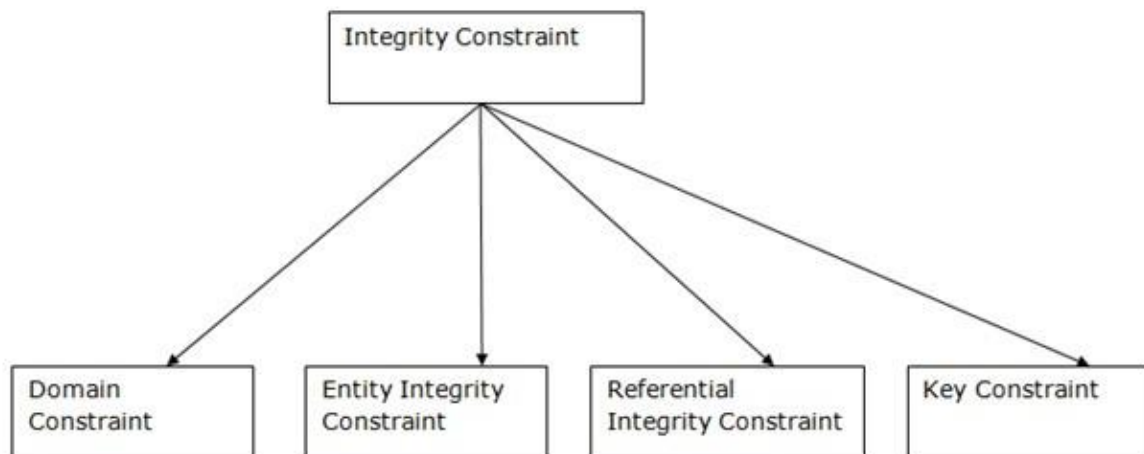 Integrity Constraint
Domain
Constraint
Entity Integrity
Constraint
Referential
Integrity Constraint
Key Constraint